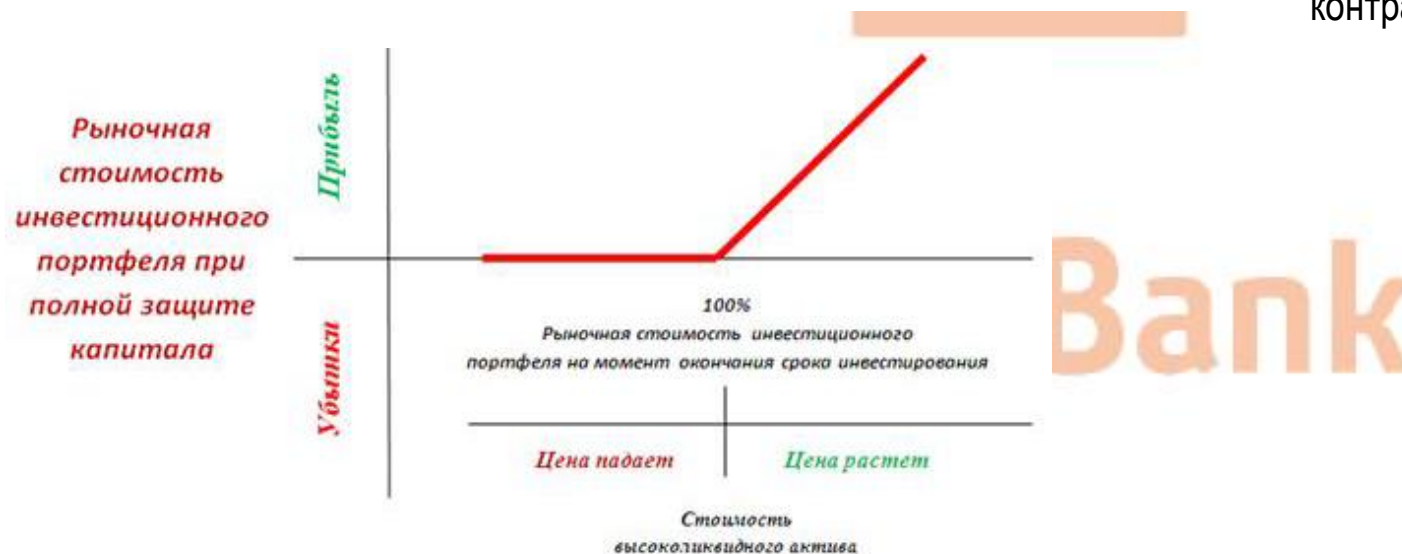 контра
Рыночная
стоимость
инвестиционного
портфеля при
полной защите
капитала
Прибыль
Убытки
100%
Рыночная стоимость инвестиционного
портфеля на момент окончания срока инвестирования
Цена падает
Цена растет
Стоимость
высоколиквидного актива
Bank